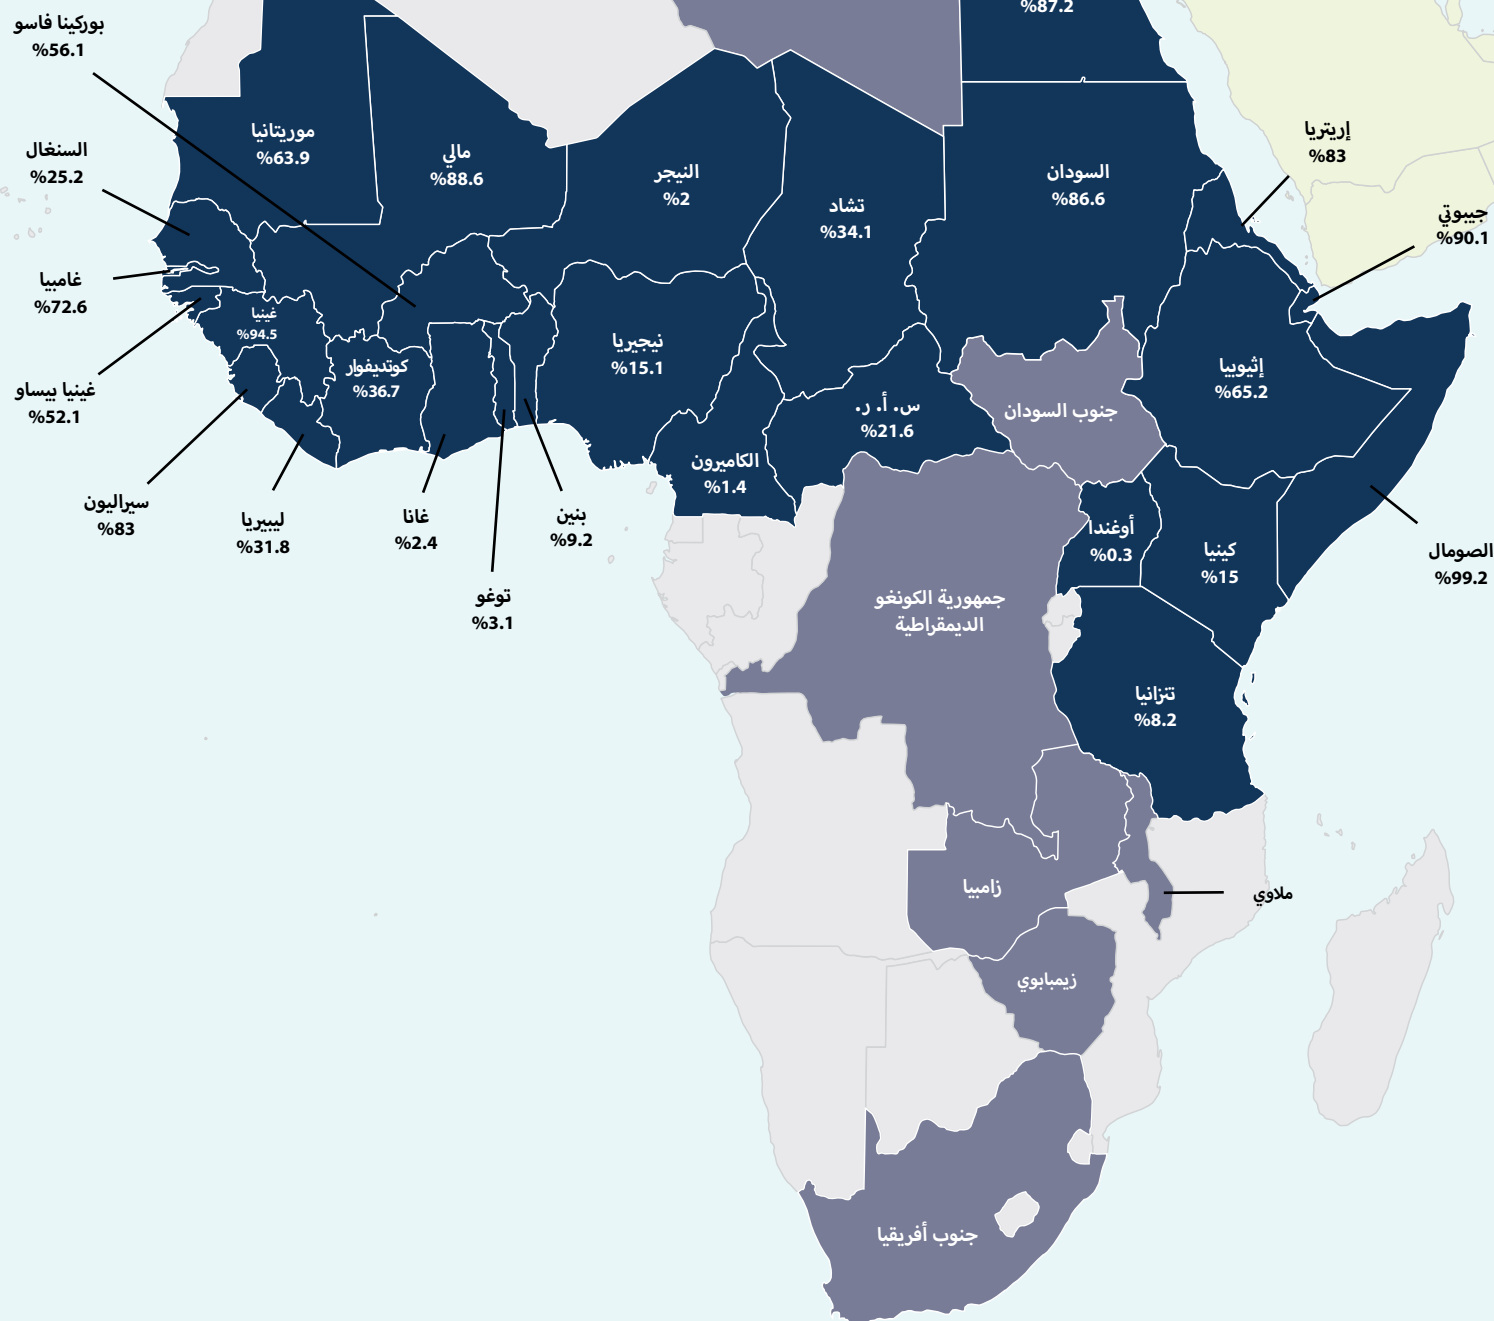 %87.2
بوركينا فاسو
%56.1
موريتانيا
%63.9
مالي
%88.6
النيجر
%2
تشاد
%34.1
السودان
%86.6
إريتريا
%83
جيبوتي
%90.1
السنغال
%25.2
غامبيا
%72.6
غينيا
%94.5
غينيا بيساو
%52.1
كوتديفوار
%36.7
نيجيريا
%15.1
س. أ. ر.
%21.6
جنوب السودان
إثيوبيا
%65.2
الكاميرون
%1.4
سيراليون
%83
ليبيريا
%31.8
غانا
%2.4
توغو
%3.1
بنين
%9.2
أوغندا
%0.3
كينيا
%15
الصومال
%99.2
جمهورية الكونغو
الديمقراطية
تنزانيا
%8.2
زامبيا
ملاوي
زيمبابوي
جنوب أفريقيا